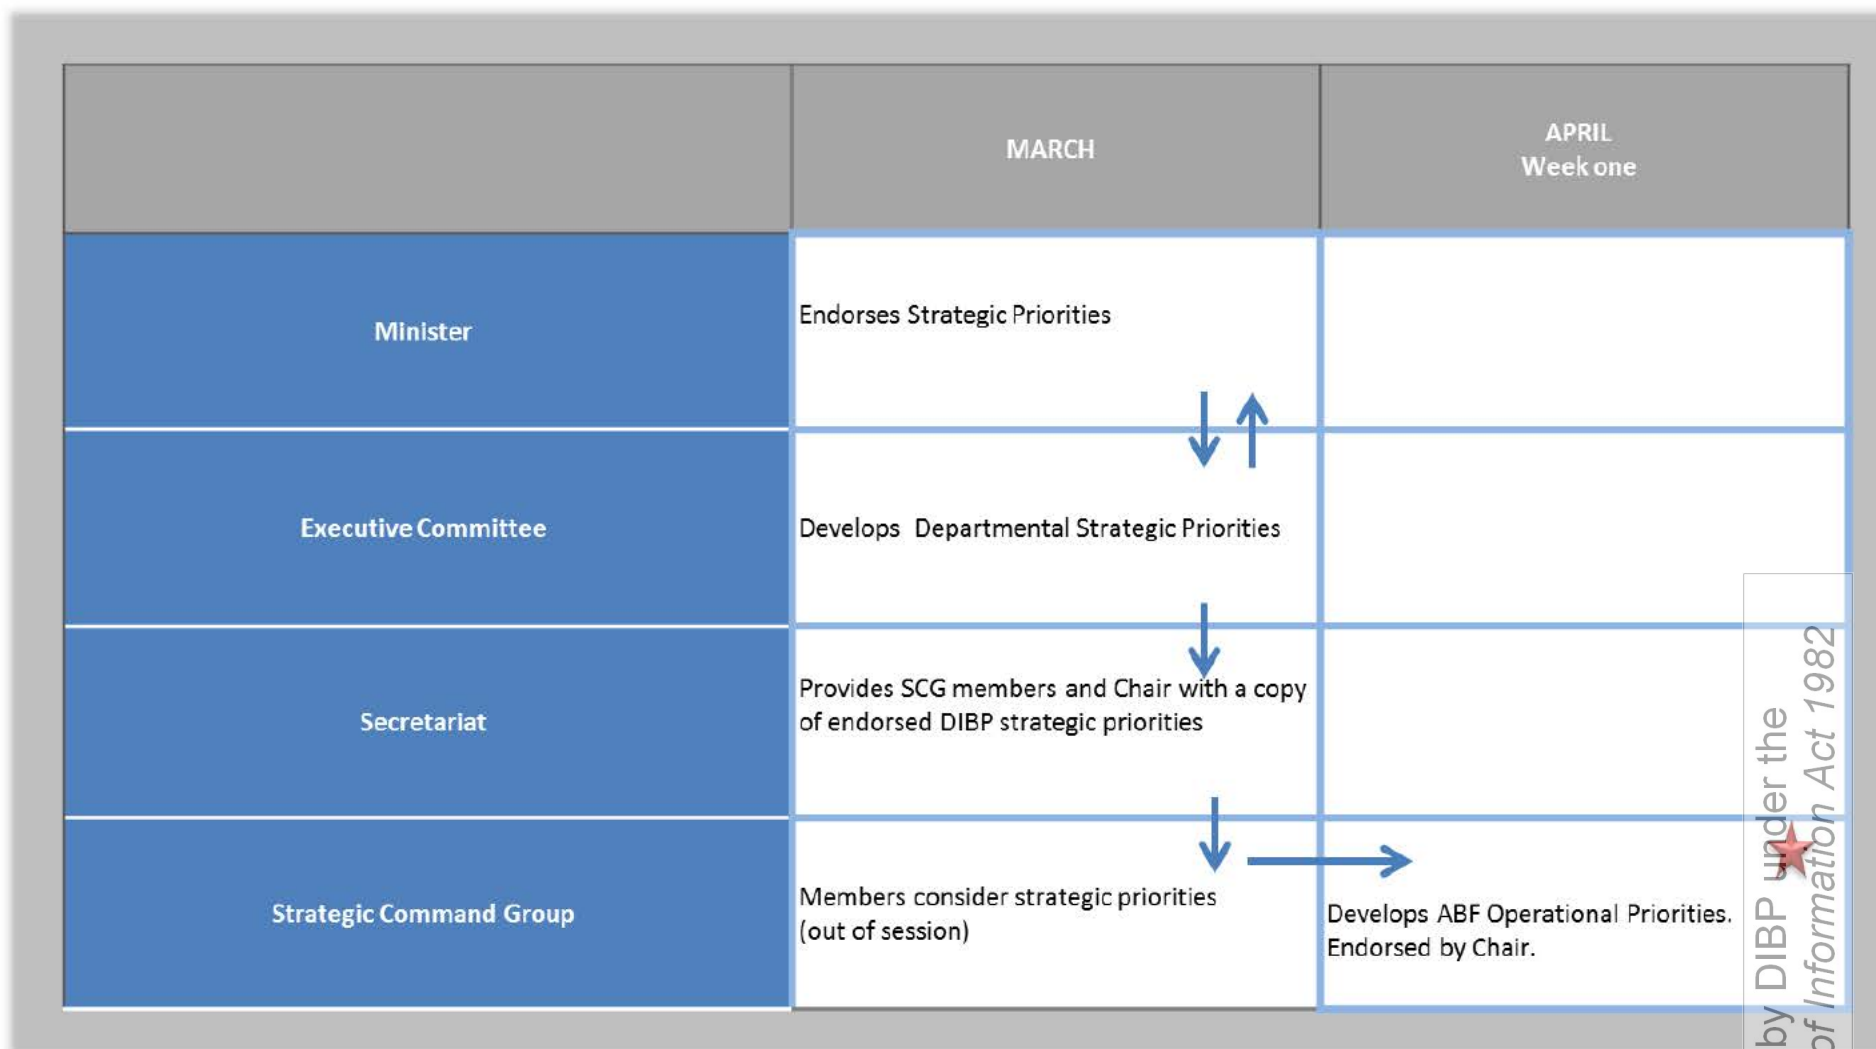 MARCH
APRIL
Week one
Minister
Endorses Strategic Priorities
Executive Committee
Develops Departmental Strategic Priorities
Secretariat
Provides SCG members and Chair with a copy
of endorsed DIBP strategic priorities
Strategic Command Group
Members consider strategic priorities
(out of session)
Develops ABF Operational Priorities.
Endorsed by Chair.
by DIBP under the
of Information Act 1982